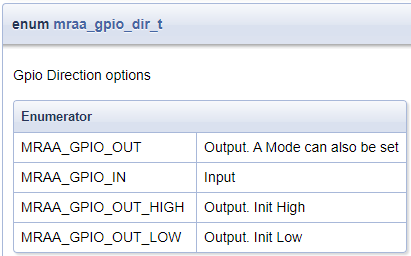 enum mraa_gpio_dir_t
Gpio Direction options
Enumerator
MRAA_GPIO_OUT Output. A Mode can also be set
MRAA_GPIO_IN Input
MRAA_GPIO_OUT_HIGH Output. Init High
MRAA_GPIO_OUT_LOW Output. Init Low